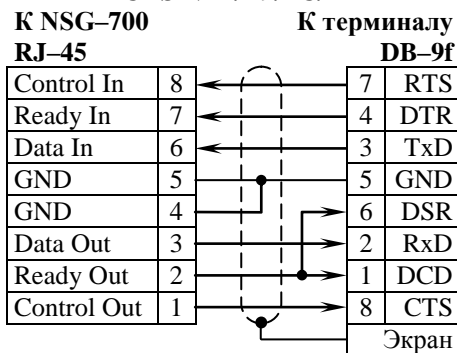 К NSG–700 К терминалу
RJ–45 DB–9f
Control In 8 7 RTS
Ready In 7 4 DTR
Data In 6 3 TxD
GND 5 5 GND
GND 4 6 DSR
Data Out 3 2 RxD
Ready Out 2 1 DCD
Control Out 1 8 CTS
Экран